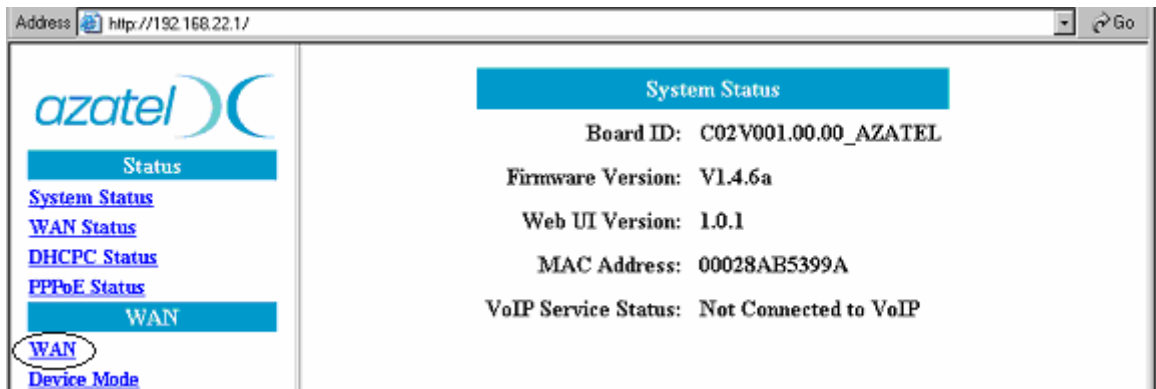 Address http://192.168.22.1/ Go
azatel
Status
System Status
WAN Status
DHCPC Status
PPPoE Status
WAN
WAN
Device Mode
System Status
Board ID: C02V001.00.00_AZATEL
Firmware Version: V1.4.6a
Web UI Version: 1.0.1
MAC Address: 00028AB5399A
VoIP Service Status: Not Connected to VoIP